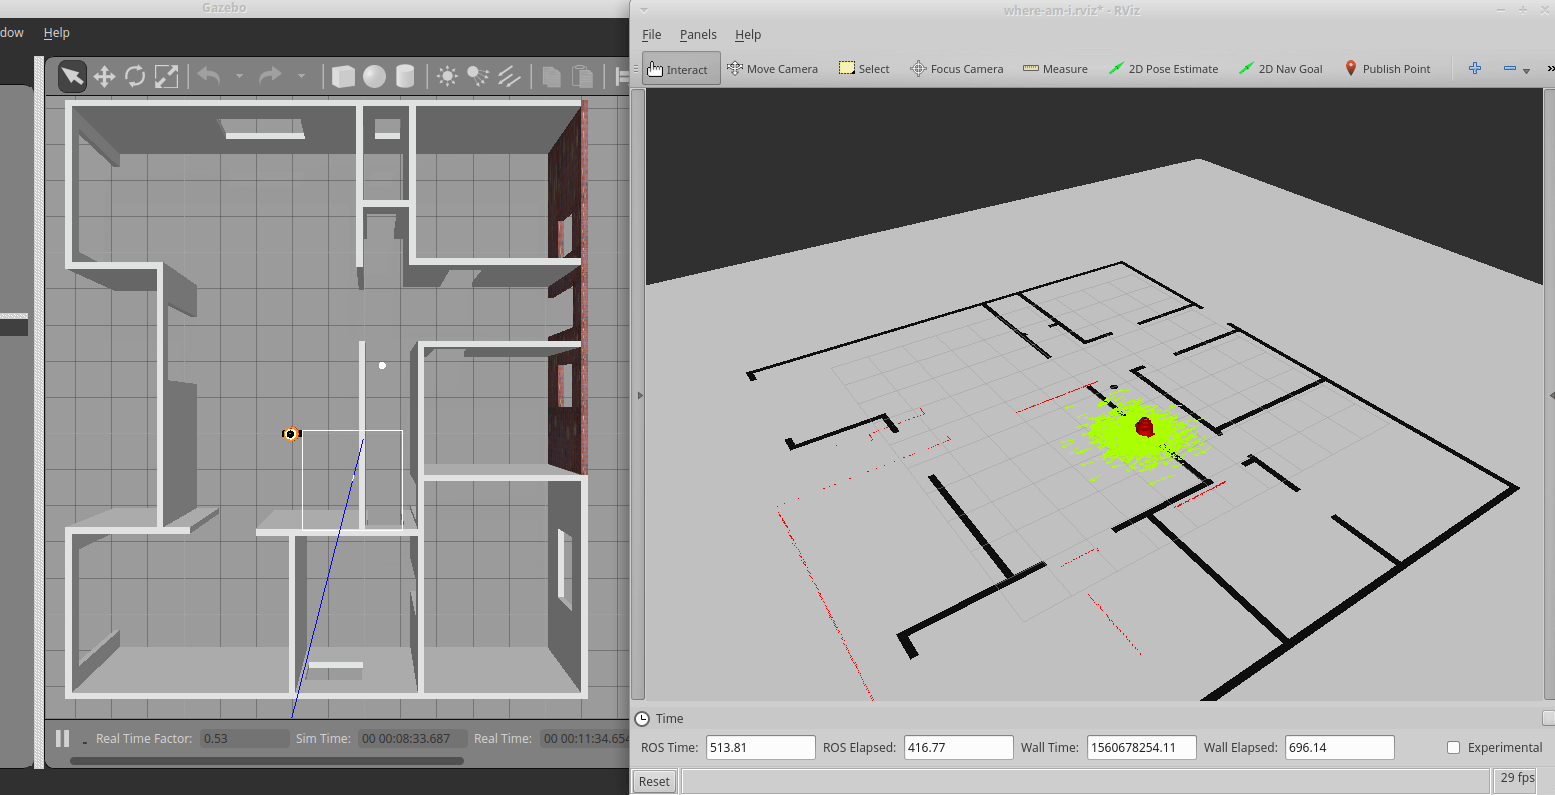 Gazebo
dow Help
Real Time Factor: 0.53 Sim Time: 00 00:08:33.687 Real Time: 00 00:11:34.654
where-am-i.rviz* - RViz
File Panels Help
Interact Move Camera Select Focus Camera Measure 2D Pose Estimate 2D Nav Goal Publish Point
Time
ROS Time: 513.81 ROS Elapsed: 416.77 Wall Time: 1560678254.11 Wall Elapsed: 696.14 Experimental
Reset 29 fps